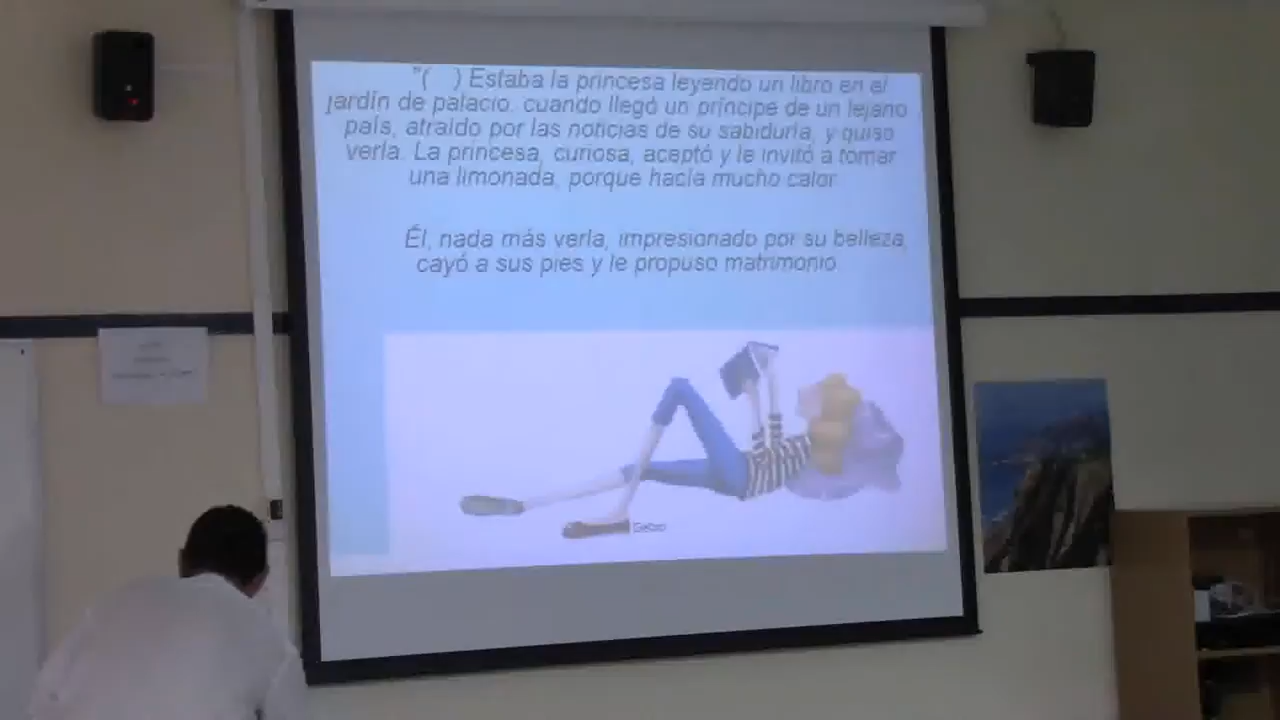 "( ) Estaba la princesa leyendo un libro en el
jardín de palacio, cuando llegó un príncipe de un lejano
país, atraído por las noticias de su sabiduría, y quiso
verla. La princesa, curiosa, aceptó y le invitó a tomar
una limonada, porque hacía mucho calor.
Él, nada más verla, impresionado por su belleza,
cayó a sus pies y le propuso matrimonio.